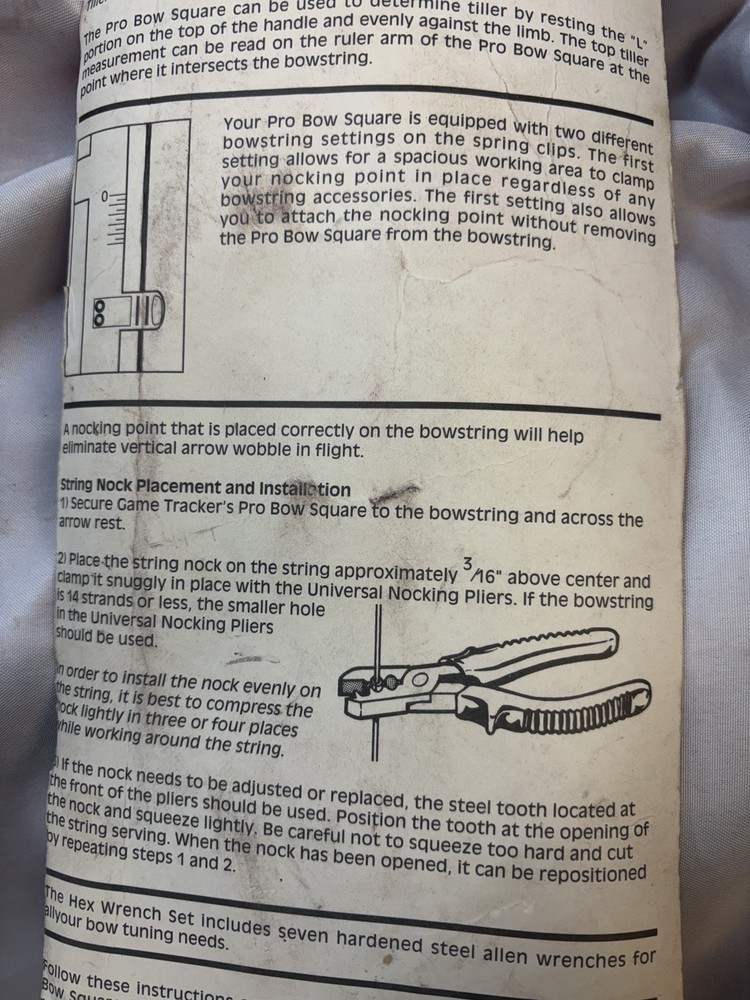 The Pro Bow Square can be used to determine tiller by resting the "L"
portion on the top of the handle and evenly against the limb. The top tiller
measurement can be read on the ruler arm of the Pro Bow Square at the
point where it intersects the bowstring.
0
Your Pro Bow Square is equipped with two different
bowstring settings on the spring clips. The first
setting allows for a spacious working area to clamp
your nocking point in place regardless of any
bowstring accessories. The first setting also allows
you to attach the nocking point without removing
the Pro Bow Square from the bowstring.
A nocking point that is placed correctly on the bowstring will help
eliminate vertical arrow wobble in flight.
String Nock Placement and Installation
1) Secure Game Tracker's Pro Bow Square to the bowstring and across the
arrow rest.
2) Place the string nock on the string approximately 3/16" above center and
clamp it snuggly in place with the Universal Nocking Pliers. If the bowstring
is 14 strands or less, the smaller hole
in the Universal Nocking Pliers
should be used.
In order to install the nock evenly on
the string, it is best to compress the
nock lightly in three or four places
while working around the string.
) If the nock needs to be adjusted or replaced, the steel tooth located at
the front of the pliers should be used. Position the tooth at the opening of
the nock and squeeze lightly. Be careful not to squeeze too hard and cut
the string serving. When the nock has been opened, it can be repositioned
by repeating steps 1 and 2.
The Hex Wrench Set includes seven hardened steel allen wrenches for
allyour bow tuning needs.
Follow these instructions
Bow